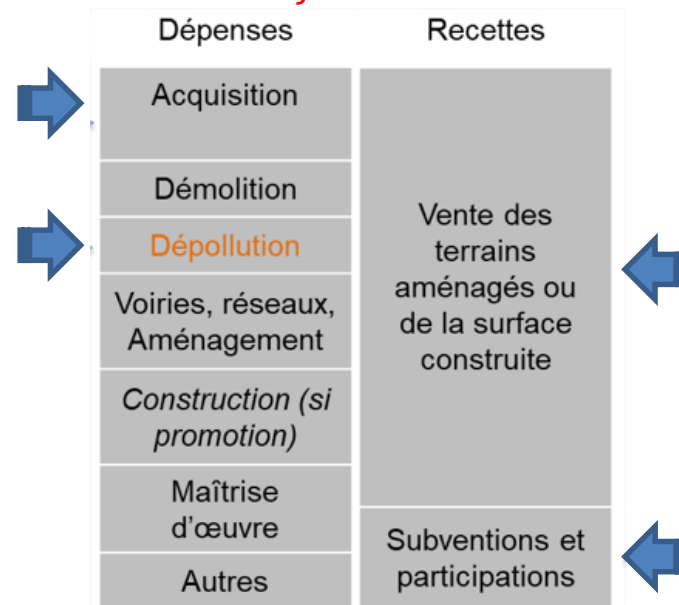 Dépenses
Recettes
Acquisition
Démolition
Dépollution
Voiries, réseaux,
Aménagement
Construction (si
promotion)
Maîtrise
d'œuvre
Autres
Vente des
terrains
aménagés ou
de la surface
construite
Subventions et
participations